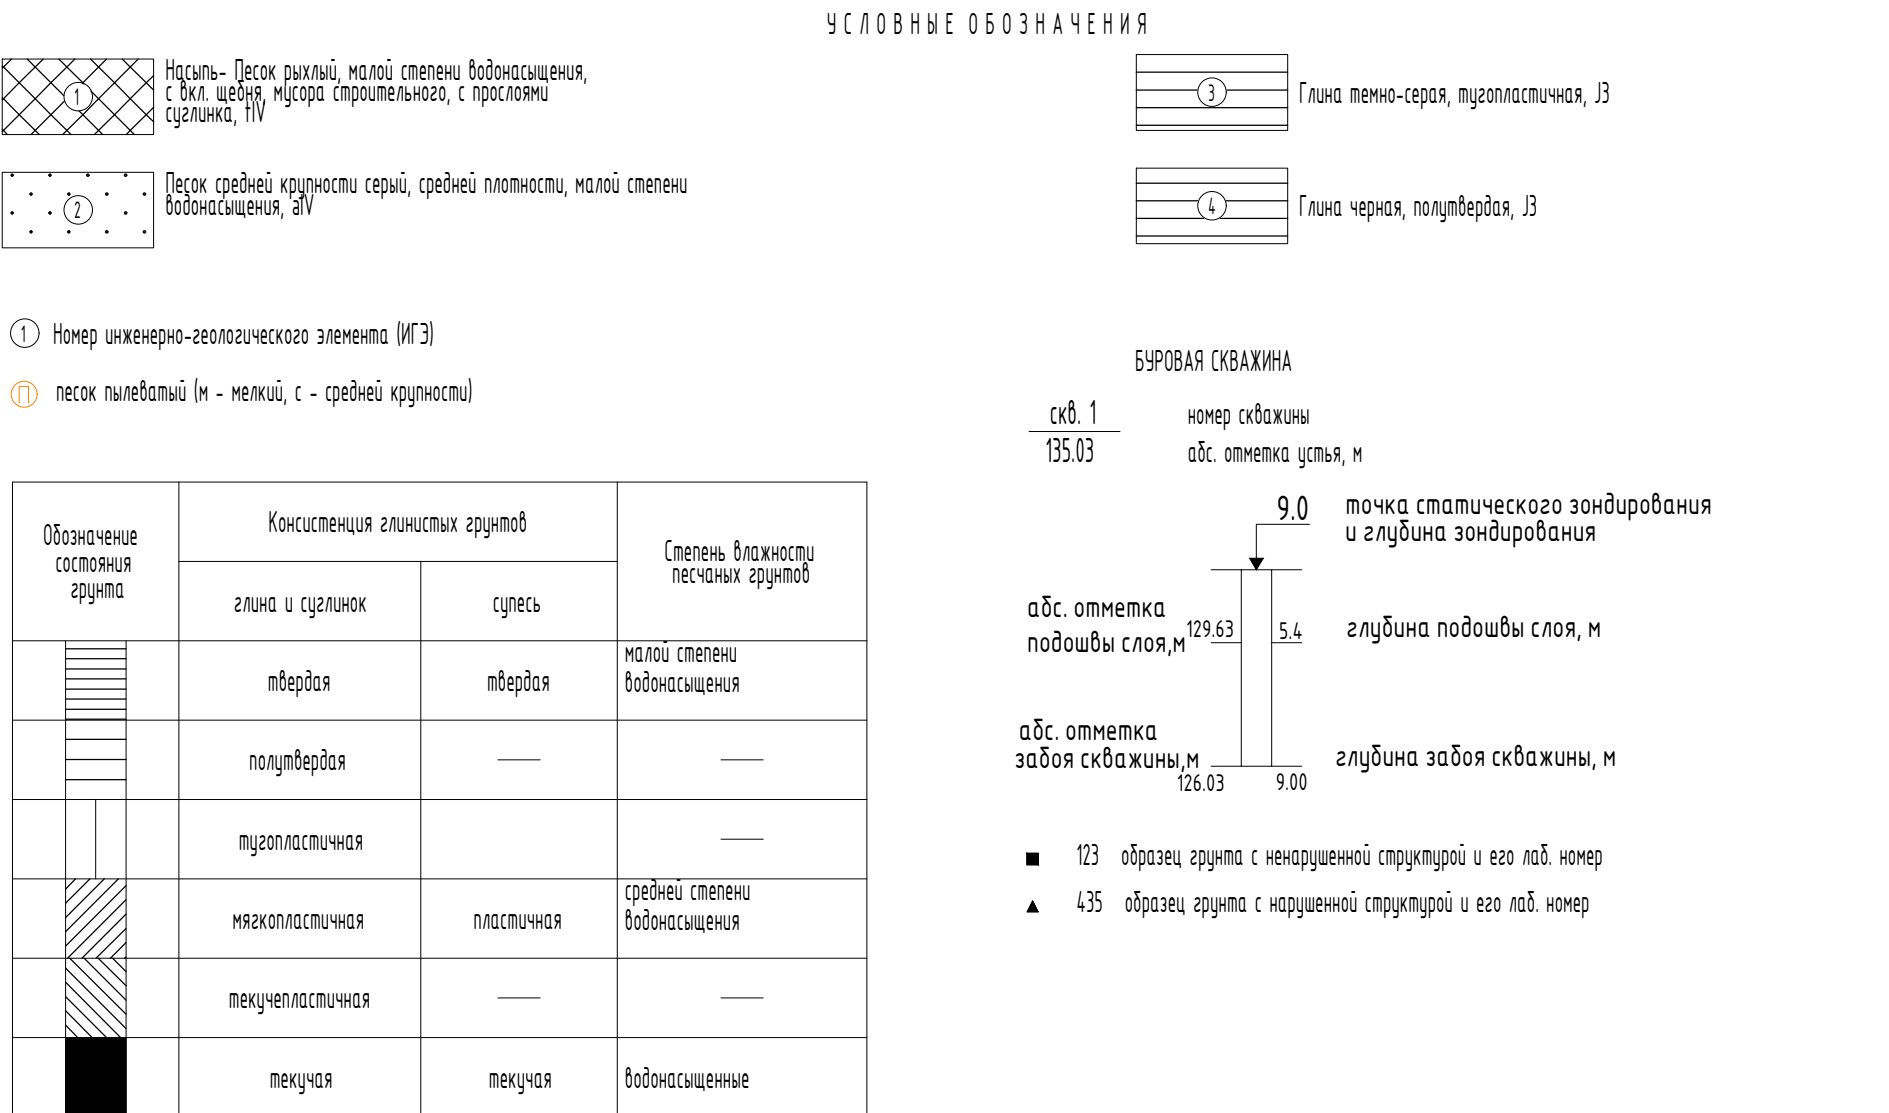 УСЛОВНЫЕ ОБОЗНАЧЕНИЯ
1
Насыпь- Песок рыхлый, малой степени водонасыщения,
с вкл. щебня, мусора строительного, с прослоями
суглинка, tIV
2
Песок средней крупности серый, средней плотности, малой степени
водонасыщения, aIV
3
Глина темно-серая, тугопластичная, J3
4
Глина черная, полутвердая, J3
1 Номер инженерно-геологического элемента (ИГЭ)
П песок пылеватый (м - мелкий, с - средней крупности)
Обозначение
состояния
грунта
Консистенция глинистых грунтов
Степень влажности
песчаных грунтов
глина и суглинок
супесь
твердая
твердая
малой степени
водонасыщения
полутвердая
тугопластичная
мягкопластичная
пластичная
средней степени
водонасыщения
текучепластичная
текучая
текучая
водонасыщенные
БУРОВАЯ СКВАЖИНА
скв. 1 номер скважины
135.03 абс. отметка устья, м
9.0
точка статического зондирования
и глубина зондирования
абс. отметка
подошвы слоя,м
129.63
5.4
глубина подошвы слоя, м
абс. отметка
забоя скважины,м
126.03
9.00
глубина забоя скважины, м
123 образец грунта с ненарушенной структурой и его лаб. номер
435 образец грунта с нарушенной структурой и его лаб. номер